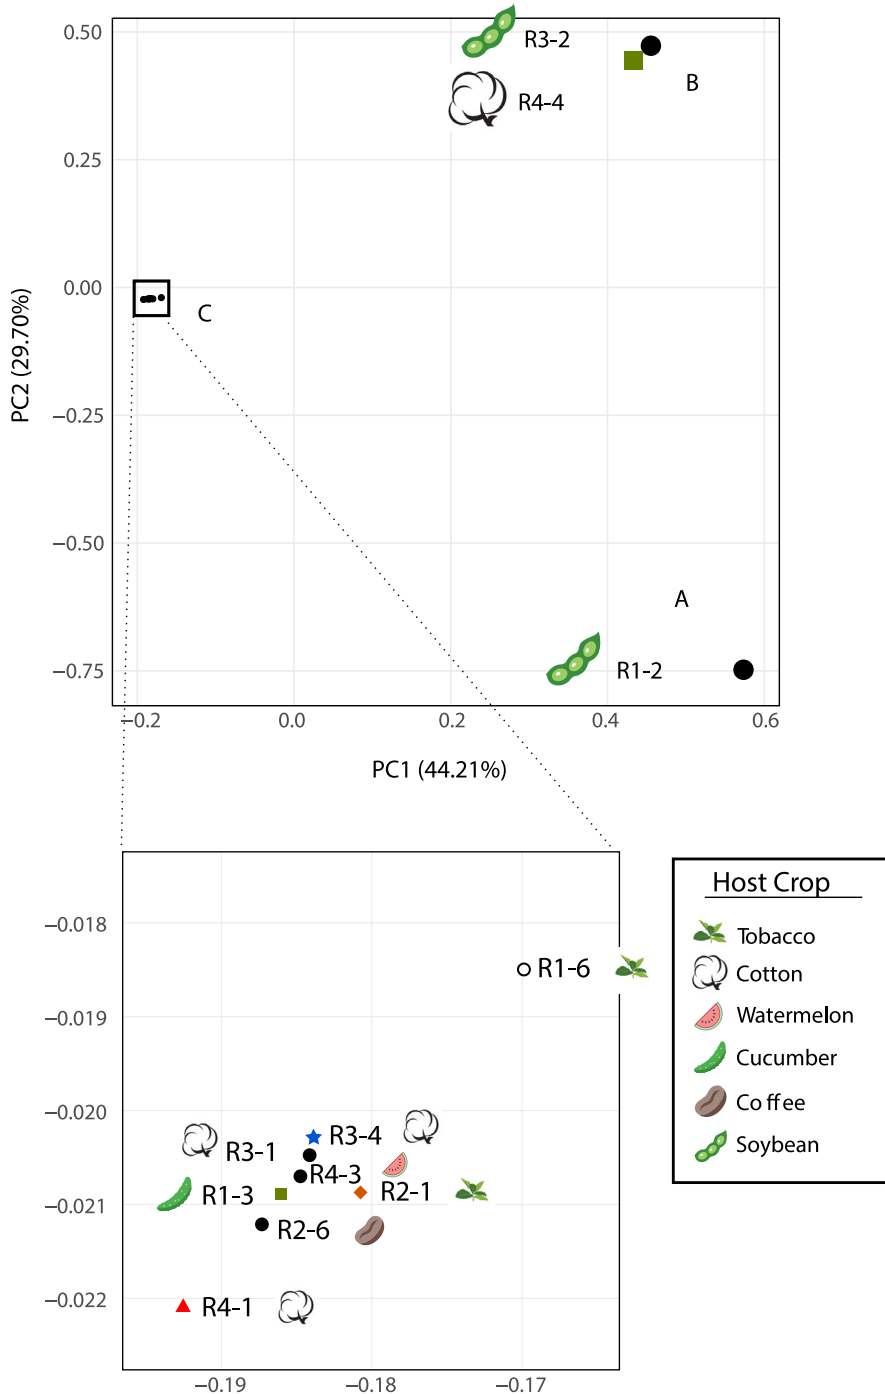 0.50
R3-2
B
R4-4
0.25
0.00
C
PC2 (29.70%)
−0.25
−0.50
A
−0.75
R1-2
−0.2
0.0
0.2
0.4
0.6
PC1 (44.21%)
−0.018
R1-6
−0.019
−0.020
R3-4
R3-1
R4-3
R1-3
R2-1
−0.021
R2-6
R4-1
−0.022
−0.19
−0.18
−0.17
Host Crop
Tobacco
Cotton
Watermelon
Cucumber
Coffee
Soybean